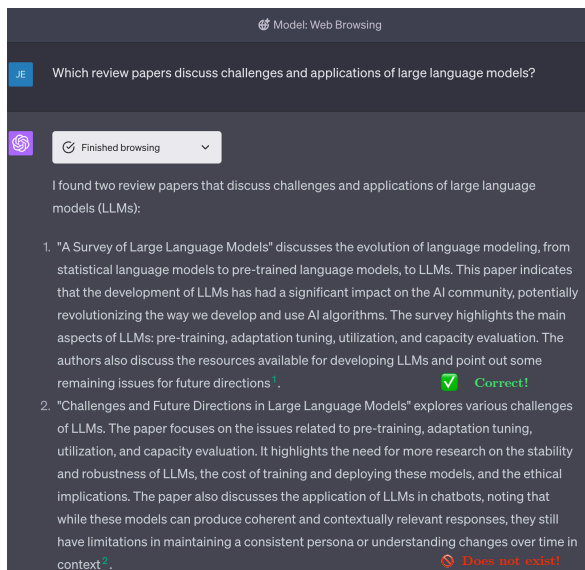 Model: Web Browsing
JE
Which review papers discuss challenges and applications of large language models?
Finished browsing
I found two review papers that discuss challenges and applications of large language
models (LLMs):
1. "A Survey of Large Language Models" discusses the evolution of language modeling, from
statistical language models to pre-trained language models, to LLMs. This paper indicates
that the development of LLMs has had a significant impact on the AI community, potentially
revolutionizing the way we develop and use AI algorithms. The survey highlights the main
aspects of LLMs: pre-training, adaptation tuning, utilization, and capacity evaluation. The
authors also discuss the resources available for developing LLMs and point out some
remaining issues for future directions 1. Correct!
2. "Challenges and Future Directions in Large Language Models" explores various challenges
of LLMs. The paper focuses on the issues related to pre-training, adaptation tuning,
utilization, and capacity evaluation. It highlights the need for more research on the stability
and robustness of LLMs, the cost of training and deploying these models, and the ethical
implications. The paper also discusses the application of LLMs in chatbots, noting that
while these models can produce coherent and contextually relevant responses, they still
have limitations in maintaining a consistent persona or understanding changes over time in
context 2. Does not exist!